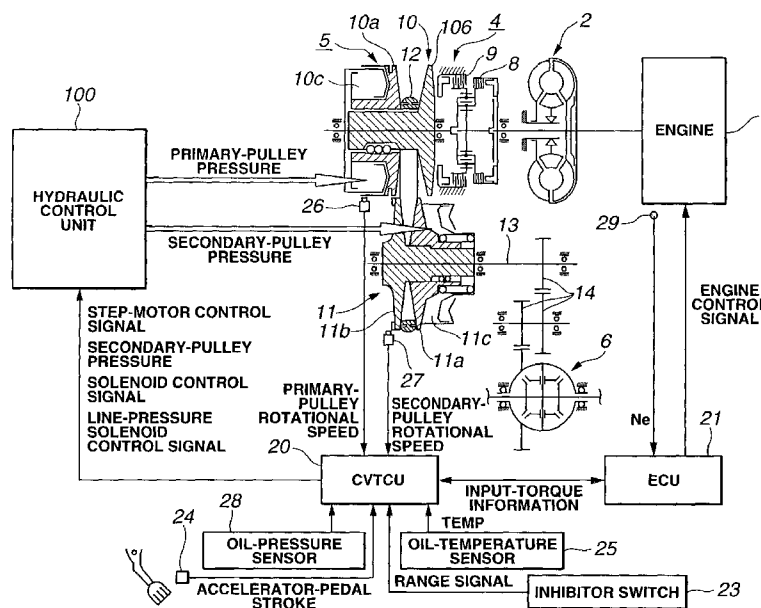 10a
10
106
5
12
4
9
8
2
10c
100
ENGINE
PRIMARY-PULLEY
PRESSURE
HYDRAULIC
CONTROL
UNIT
26
29
SECONDARY-PULLEY
PRESSURE
13
11
14
ENGINE
CONTROL
SIGNAL
STEP-MOTOR CONTROL
SIGNAL
11b
11c
11a
6
SECONDARY-PULLEY
PRESSURE
27
SOLENOID CONTROL
SIGNAL
PRIMARY-
PULLEY
ROTATIONAL
SPEED
SECONDARY-
PULLEY
ROTATIONAL
SPEED
LINE-PRESSURE
SOLENOID
CONTROL SIGNAL
Ne
21
20
CVTCU
ECU
INPUT-TORQUE
INFORMATION
28
24
TEMP
OIL-PRESSURE
SENSOR
OIL-TEMPERATURE
SENSOR
25
ACCELERATOR-PEDAL
STROKE
RANGE SIGNAL
INHIBITOR SWITCH
23